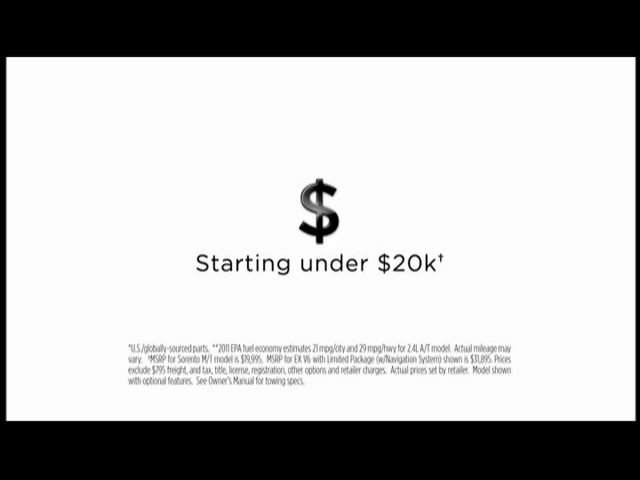 $
Starting under $20k†
*U.S./globally-sourced parts. **2011 EPA fuel economy estimates 21 mpg/city and 29 mpg/hwy for 2.4L A/T model. Actual mileage may
vary. †MSRP for Sorento M/T model is $19,995. MSRP for EX V6 with Limited Package (w/Navigation System) shown is $31,895. Prices
exclude $795 freight, and tax, title, license, registration, other options and retailer charges. Actual prices set by retailer. Model shown
with optional features. See Owner's Manual for towing specs.